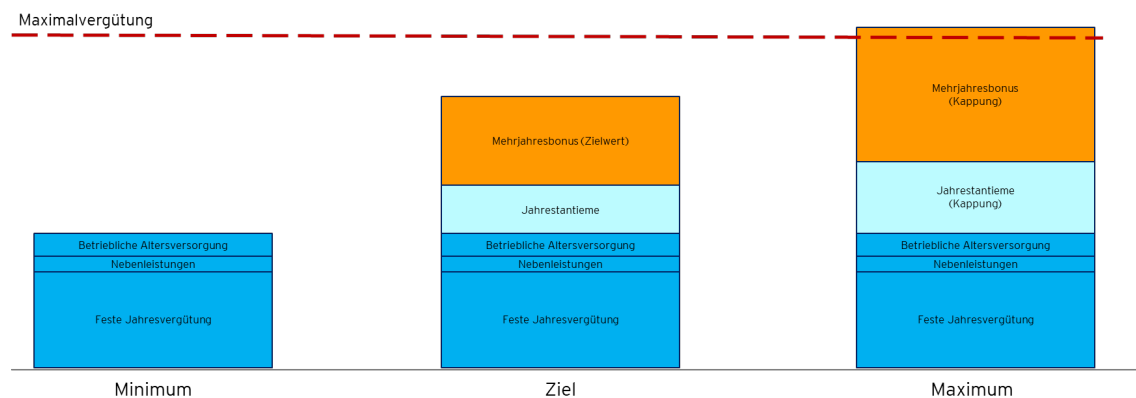 Maximalvergütung
Mehrjahresbonus
(Kappung)
Mehrjahresbonus (Zielwert)
Jahrestantieme
(Kappung)
Jahrestantieme
Betriebliche Altersversorgung
Betriebliche Altersversorgung
Betriebliche Altersversorgung
Nebenleistungen
Nebenleistungen
Nebenleistungen
Feste Jahresvergütung
Feste Jahresvergütung
Feste Jahresvergütung
Minimum
Ziel
Maximum